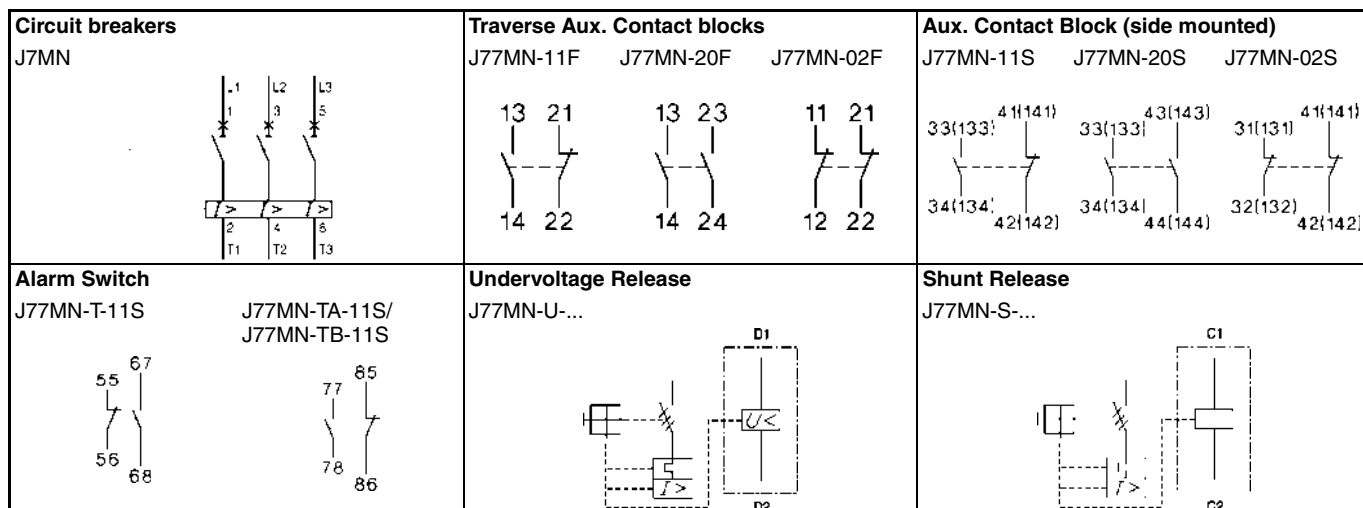 Circuit breakers
J7MN
L1 L2 L3
1 3 5
> > >
2 4 6
T1 T2 T3
Traverse Aux. Contact blocks
J77MN-11F J77MN-20F J77MN-02F
13 21 13 23 11 21
14 22 14 24 12 22
Aux. Contact Block (side mounted)
J77MN-11S J77MN-20S J77MN-02S
33(133) 41(141) 33(133) 43(143) 31(131) 41(141)
34(134) 42(142) 34(134) 44(144) 32(132) 42(142)
Alarm Switch
J77MN-T-11S J77MN-TA-11S/
J77MN-TB-11S
55 67 77 85
56 68 78 86
Undervoltage Release
J77MN-U-...
D1
U<
I>
D2
Shunt Release
J77MN-S-...
C1
I>
C2